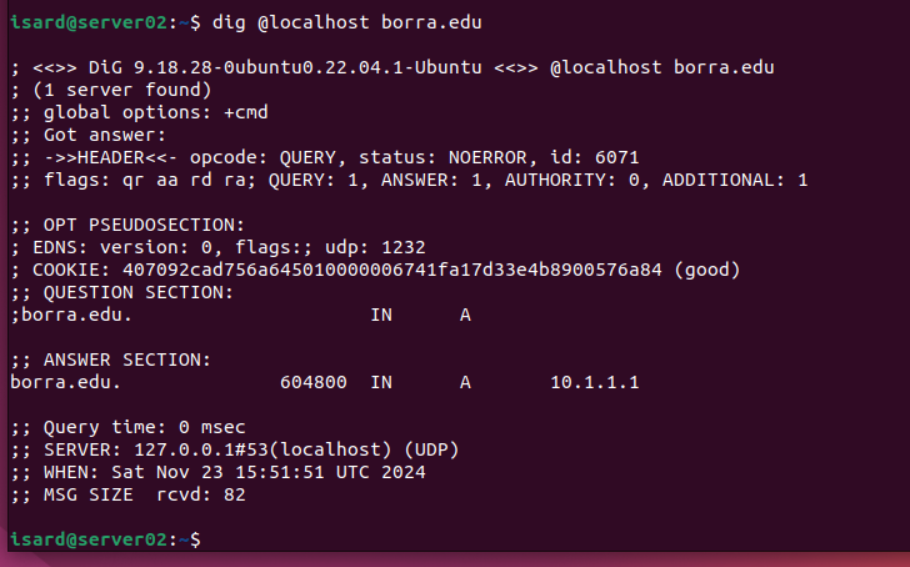 isard@server02:~$ dig @localhost borra.edu
; <<>> DiG 9.18.28-0ubuntu0.22.04.1-Ubuntu <<>> @localhost borra.edu
; (1 server found)
;; global options: +cmd
;; Got answer:
;; ->>HEADER<<- opcode: QUERY, status: NOERROR, id: 6071
;; flags: qr aa rd ra; QUERY: 1, ANSWER: 1, AUTHORITY: 0, ADDITIONAL: 1
;; OPT PSEUDOSECTION:
; EDNS: version: 0, flags:; udp: 1232
; COOKIE: 407092cad756a645010000006741fa17d33e4b8900576a84 (good)
;; QUESTION SECTION:
;borra.edu. IN A
;; ANSWER SECTION:
borra.edu. 604800 IN A 10.1.1.1
;; Query time: 0 msec
;; SERVER: 127.0.0.1#53(localhost) (UDP)
;; WHEN: Sat Nov 23 15:51:51 UTC 2024
;; MSG SIZE  rcvd: 82
isard@server02:~$